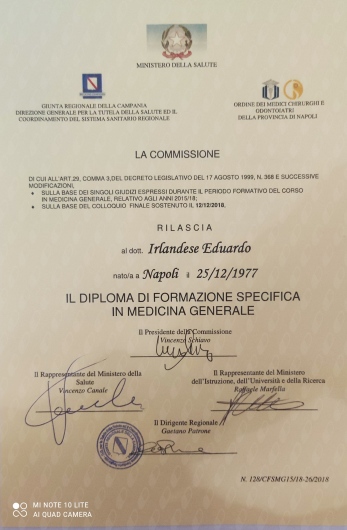 MINISTERO DELLA SALUTE
GIUNTA REGIONALE DELLA CAMPANIA
DIREZIONE GENERALE PER LA TUTELA DELLA SALUTE ED IL
COORDINAMENTO DEL SISTEMA SANITARIO REGIONALE
ORDINE DEI MEDICI CHIRURGHI E
ODONTOIATRI
DELLA PROVINCIA DI NAPOLI
LA COMMISSIONE
DI CUI ALL'ART.29, COMMA 3,DEL DECRETO LEGISLATIVO DEL 17 AGOSTO 1999, N. 368 E SUCCESSIVE
MODIFICAZIONI,
• SULLA BASE DEI SINGOLI GIUDIZI ESPRESSI DURANTE IL PERIODO FORMATIVO DEL CORSO
IN MEDICINA GENERALE, RELATIVO AGLI ANNI 2015/18;
• SULLA BASE DEL COLLOQUIO FINALE SOSTENUTO IL 12/12/2018,
RILASCIA
al dott. Irlandese Eduardo
nato/a a Napoli il 25/12/1977
IL DIPLOMA DI FORMAZIONE SPECIFICA
IN MEDICINA GENERALE
Il Presidente della Commissione
Vincenzo Schiavo
Il Rappresentante del Ministero della
Salute
Vincenzo Canale
Il Rappresentante del Ministero
dell'Istruzione, dell'Università e della Ricerca
Raffaele Marfella
Il Dirigente Regionale
Gaetano Patrone
N. 128/CFSMG15/18-26/2018
MI NOTE 10 LITE
AI QUAD CAMERA